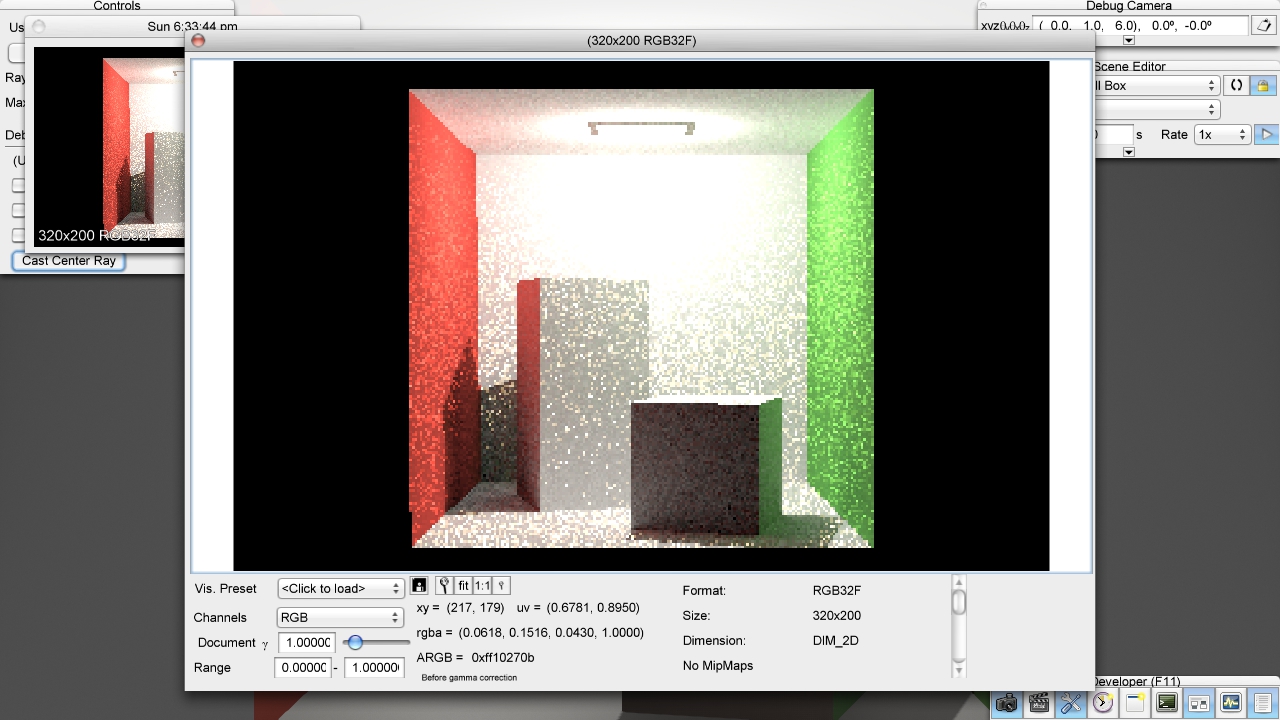 Controls
Us
Ray
Max
Deb
(U
Cast Center Ray
Sun 6:33:44 pm
320x200 RGB32F
(320x200 RGB32F)
Debug Camera
xyz (  0.0,   1.0,   6.0),   0.0º,  -0.0º
Scene Editor
ll Box
s   Rate   1x
Vis. Preset   <Click to load>   fit   1:1
Channels   RGB
Document γ   1.0000
Range   0.0000   -   1.0000
xy =  (217, 179)   uv = (0.6781, 0.8950)
rgba =  (0.0618, 0.1516, 0.0430, 1.0000)
ARGB =  0xff10270b
Before gamma correction
Format:   RGB32F
Size:   320x200
Dimension:   DIM_2D
No MipMaps
Developer (F11)